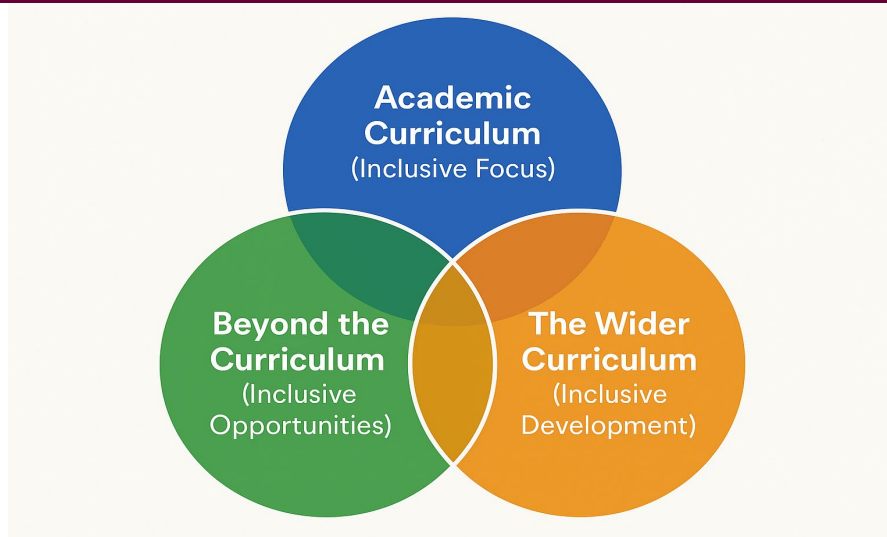 Academic
Curriculum
(Inclusive Focus)
Beyond the
Curriculum
(Inclusive
Opportunities)
The Wider
Curriculum
(Inclusive
Development)